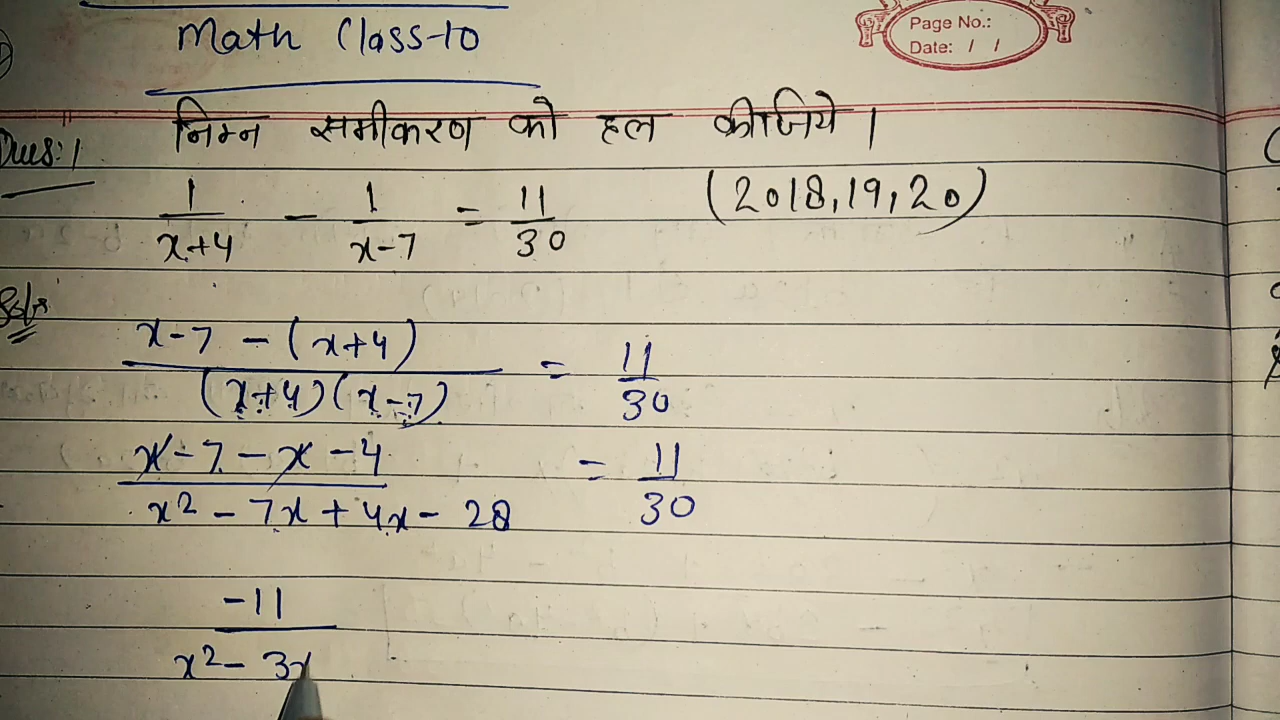 Math Class-10
Page No.:
Date: / /
Ques:1 निम्न समीकरण को हल कीजिये ।
1/(x+4) - 1/(x-7) = 11/30 (2018,19,20)
Soln
(x-7 - (x+4))/((x+4)(x-7)) = 11/30
(x-7-x-4)/(x² - 7x + 4x - 28) = 11/30
-11/(x² - 3x